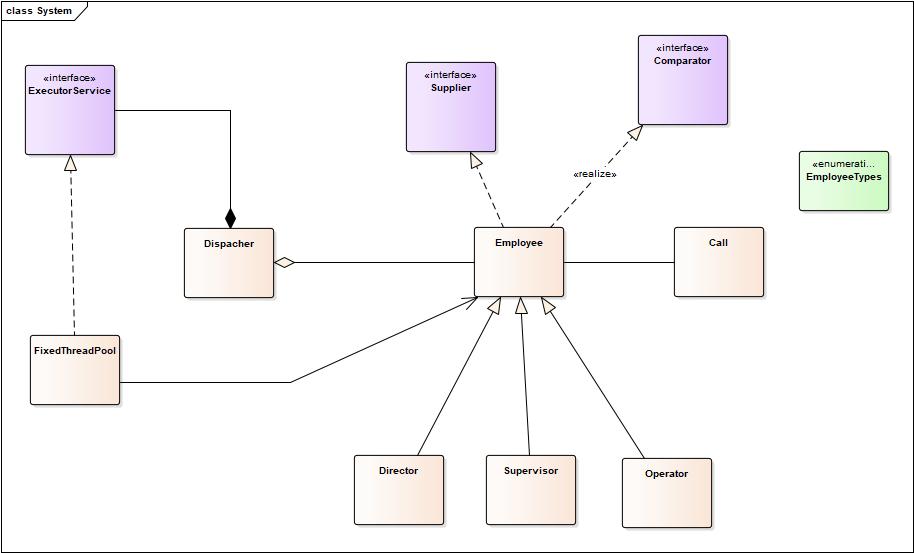 class System
«interface»
ExecutorService
«interface»
Supplier
«interface»
Comparator
«enumerati...
EmployeeTypes
«realize»
Dispacher
Employee
Call
FixedThreadPool
Director
Supervisor
Operator